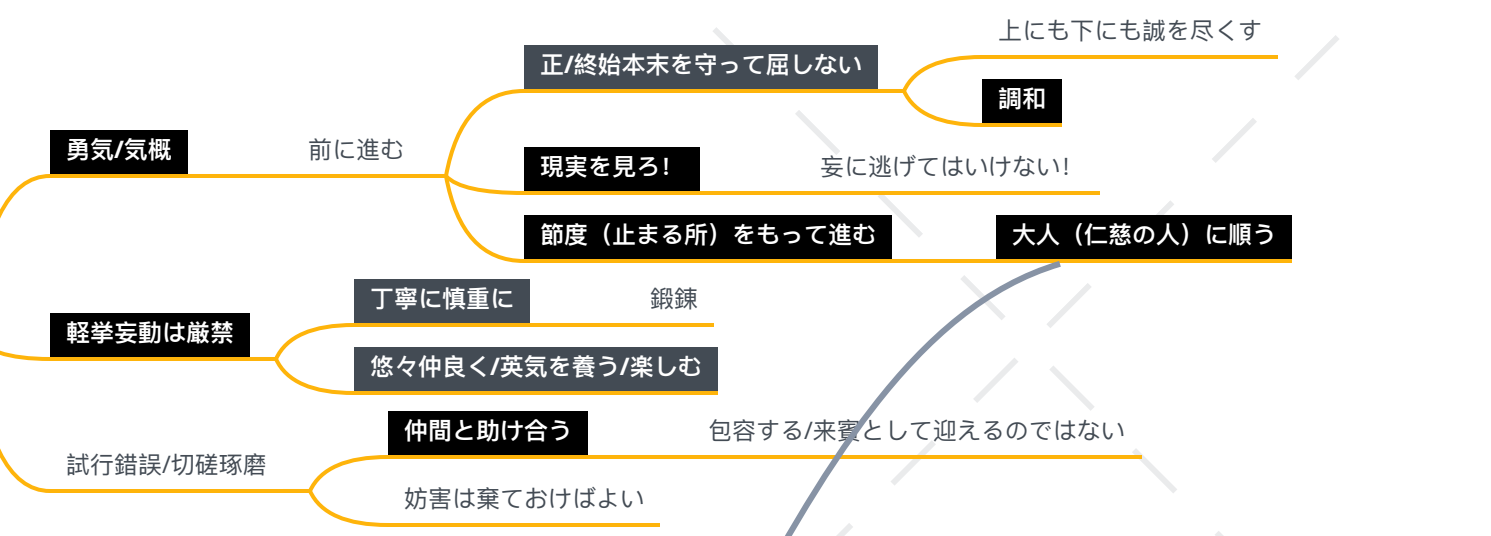 上にも下にも誠を尽くす
正/終始本末を守って屈しない
調和
勇気/気概
前に進む
現実を見ろ!
妄に逃げてはいけない!
節度（止まる所）をもって進む
大人（仁慈の人）に順う
丁寧に慎重に
鍛錬
軽挙妄動は厳禁
悠々仲良く/英気を養う/楽しむ
仲間と助け合う
包容する/来賓として迎えるのではない
試行錯誤/切磋琢磨
妨害は棄ておけばよい